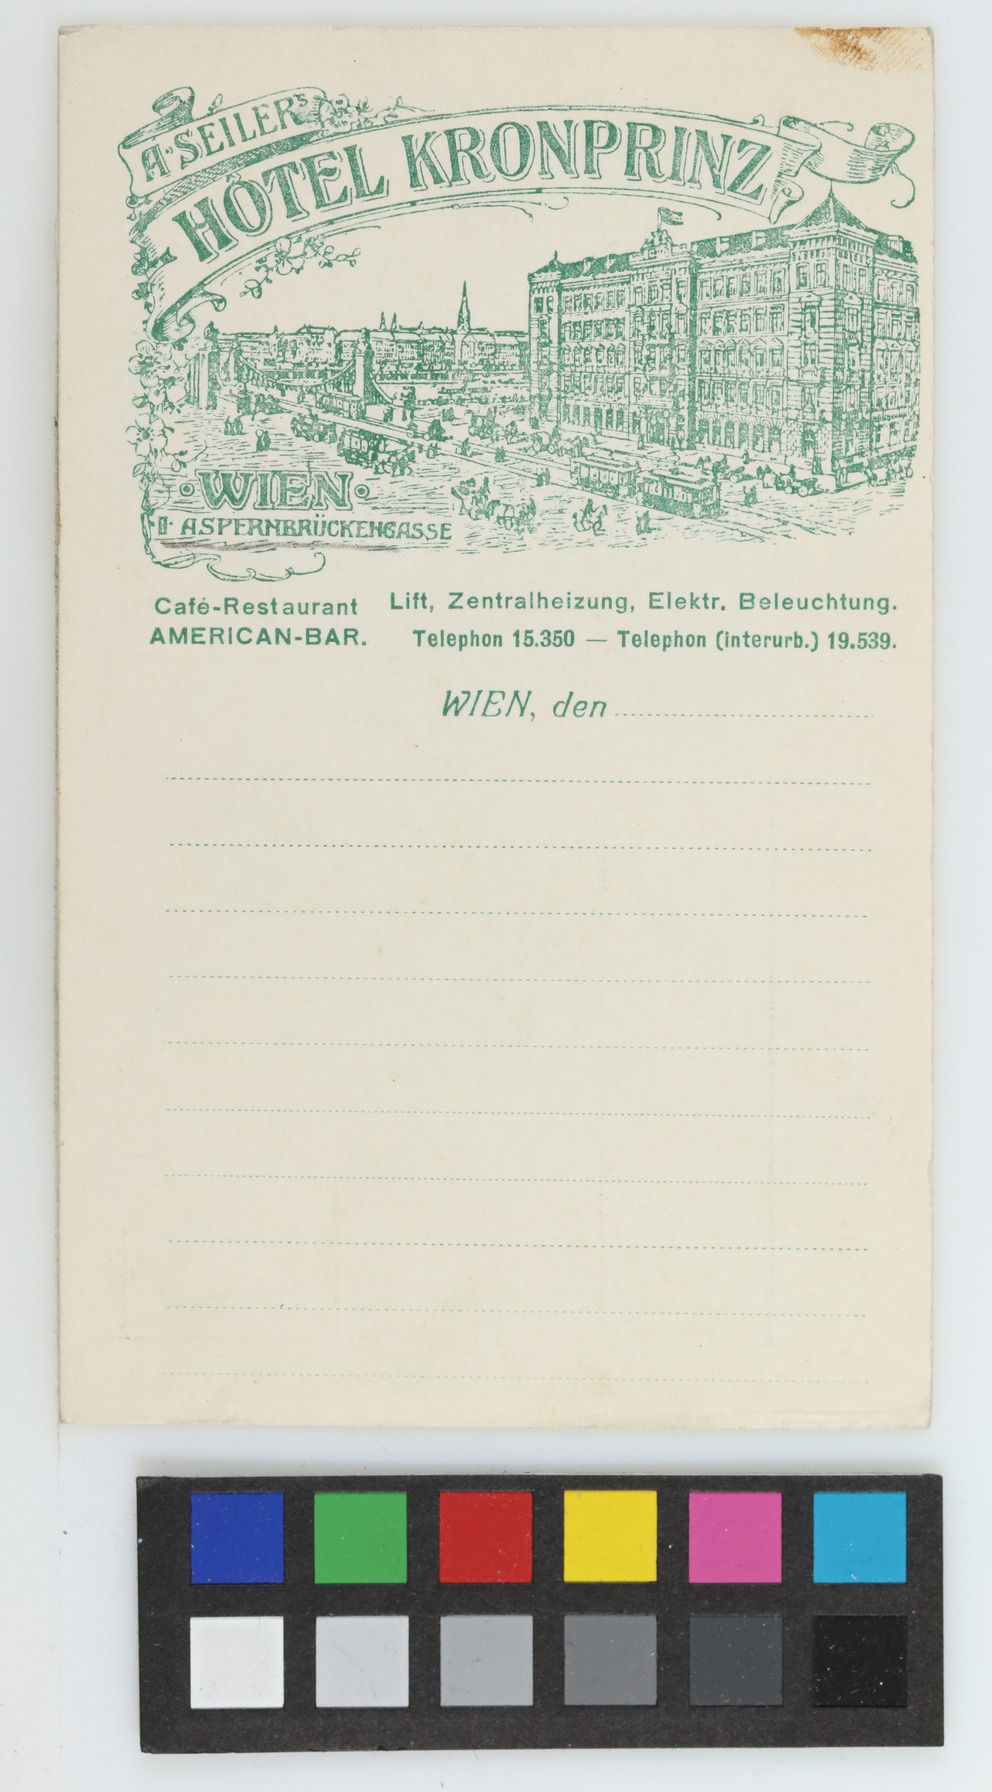 A. SEILER's
HÔTEL KRONPRINZ
WIEN
II. ASPERNBRÜCKENGASSE
Café-Restaurant Lift, Zentralheizung, Elektr. Beleuchtung.
AMERICAN-BAR. Telephon 15.350 — Telephon (interurb.) 19.539.
WIEN, den